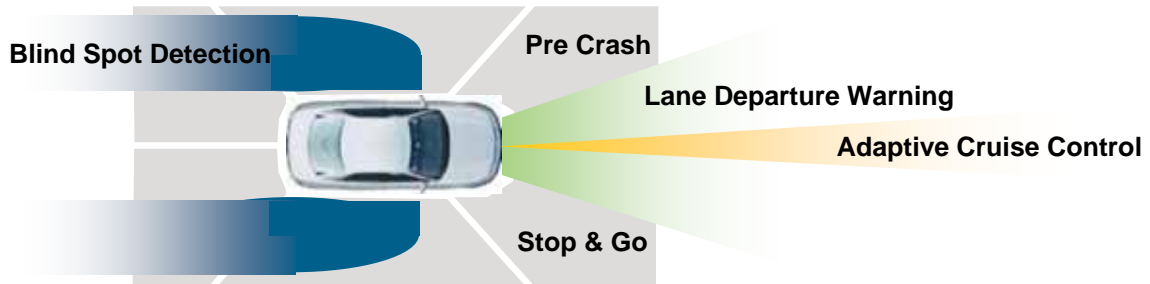 Pre Crash
Blind Spot Detection
Lane Departure Warning
Adaptive Cruise Control
Stop & Go